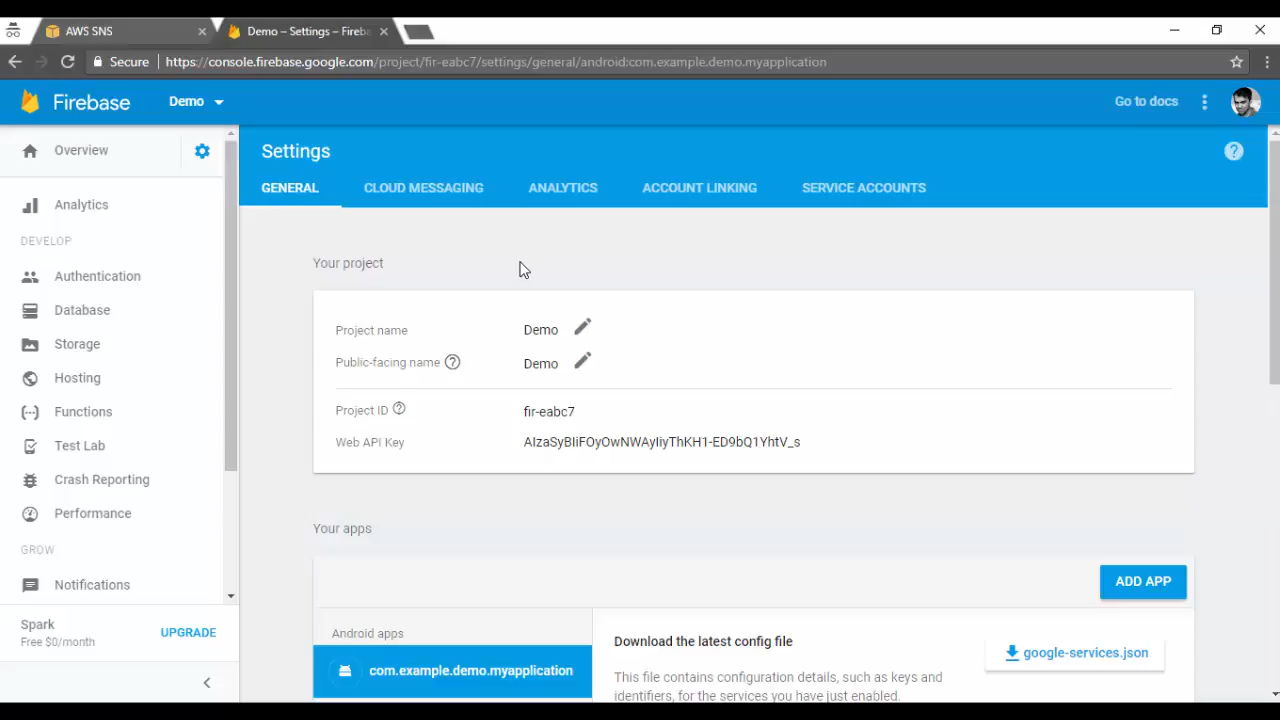 AWS SNS
Demo – Settings – Fireba
Secure
https://console.firebase.google.com/project/fir-eabc7/settings/general/android:com.example.demo.myapplication
Firebase
Demo
Go to docs
Overview
Analytics
DEVELOP
Authentication
Database
Storage
Hosting
Functions
Test Lab
Crash Reporting
Performance
GROW
Notifications
Spark
Free $0/month
UPGRADE
Settings
GENERAL
CLOUD MESSAGING
ANALYTICS
ACCOUNT LINKING
SERVICE ACCOUNTS
Your project
Project name
Demo
Public-facing name
Demo
Project ID
fir-eabc7
Web API Key
AIzaSyBIiFOyOwNWAyIiyThKH1-ED9bQ1YhtV_s
Your apps
ADD APP
Android apps
com.example.demo.myapplication
Download the latest config file
google-services.json
This file contains configuration details, such as keys and
identifiers, for the services you have just enabled.